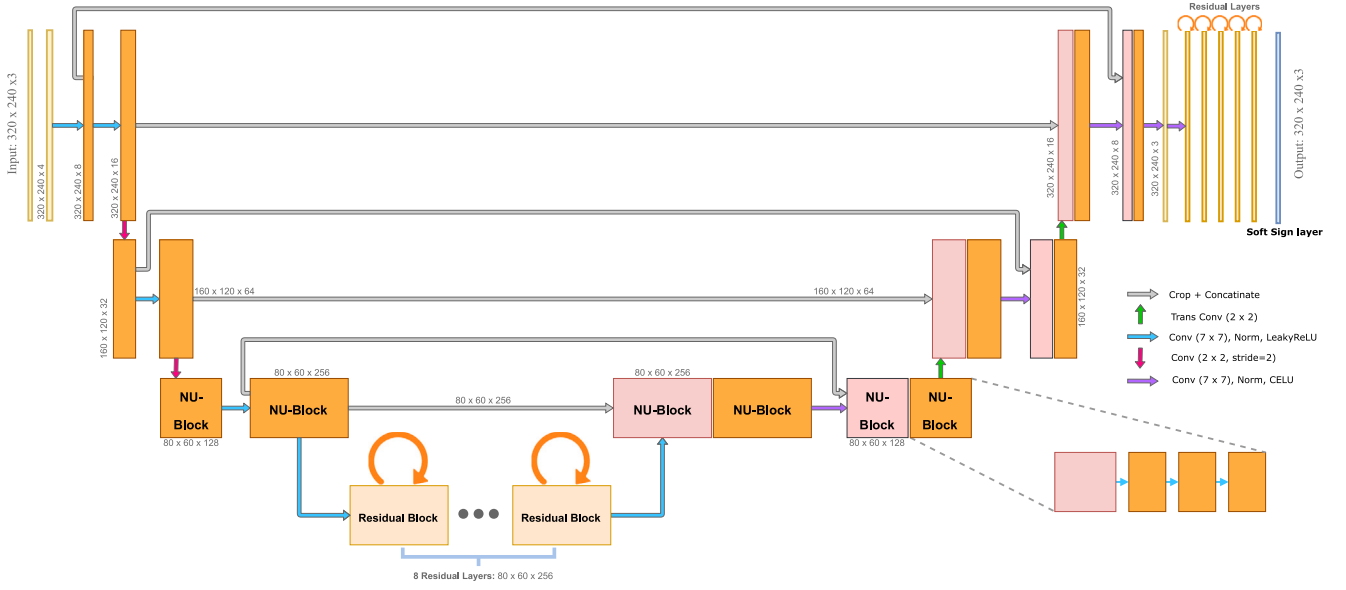 Residual Layers
Input: 320 x 240 x3
320 x 240 x 4
320 x 240 x 8
320 x 240 x 16
320 x 240 x 16
320 x 240 x 8
320 x 240 x 3
Output: 320 x 240 x3
Soft Sign layer
160 x 120 x 32
160 x 120 x 64
160 x 120 x 64
160 x 120 x 32
Crop + Concatinate
Trans Conv (2 x 2)
Conv (7 x 7), Norm, LeakyReLU
Conv (2 x 2, stride=2)
Conv (7 x 7), Norm, CELU
NU-
Block
80 x 60 x 128
80 x 60 x 256
NU-Block
80 x 60 x 256
80 x 60 x 256
NU-Block
NU-Block
NU-
Block
80 x 60 x 128
NU-
Block
Residual Block
Residual Block
8 Residual Layers: 80 x 60 x 256